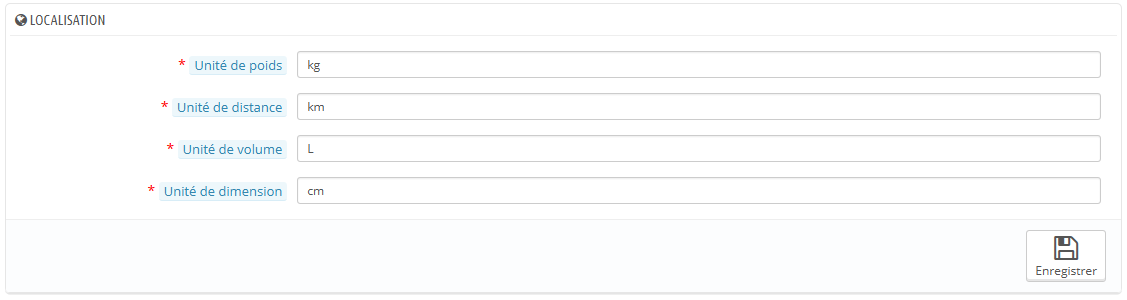 LOCALISATION
* Unité de poids kg
* Unité de distance km
* Unité de volume L
* Unité de dimension cm
Enregistrer